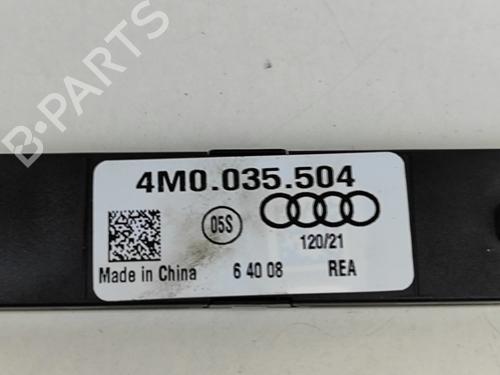 B-PARTS
4M0.035.504
05S
120/21
Made in China 6 40 08 REA